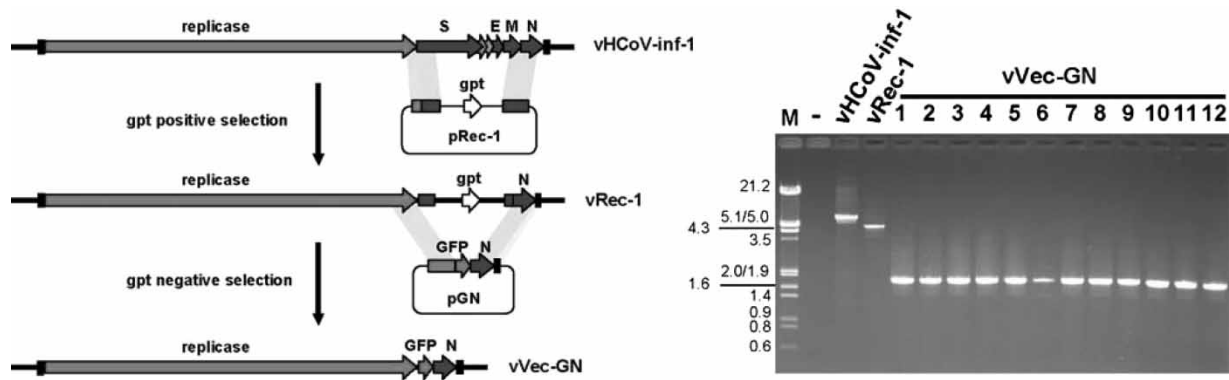 replicase S E M N
vHCoV-inf-1
gpt
gpt positive selection
pRec-1
replicase gpt N
vRec-1
GFP N
gpt negative selection
pGN
replicase GFP N
vVec-GN
vHCoV-inf-1
vRec-1
vVec-GN
M - 1 2 3 4 5 6 7 8 9 10 11 12
21.2
5.1/5.0
4.3
3.5
2.0/1.9
1.6
1.4
0.9
0.8
0.6